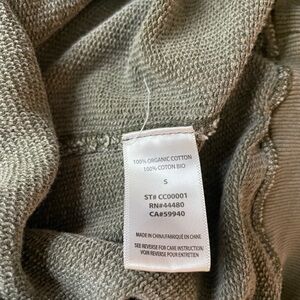 100% ORGANIC COTTON
100% COTON BIO
S
ST# CC00001
RN#44480
CA#59940
MADE IN CHINA/FABRIQUÉ EN CHINE
SEE REVERSE FOR CARE INSTRUCTION/
VOIR REVERSE POUR ENTRETIEN